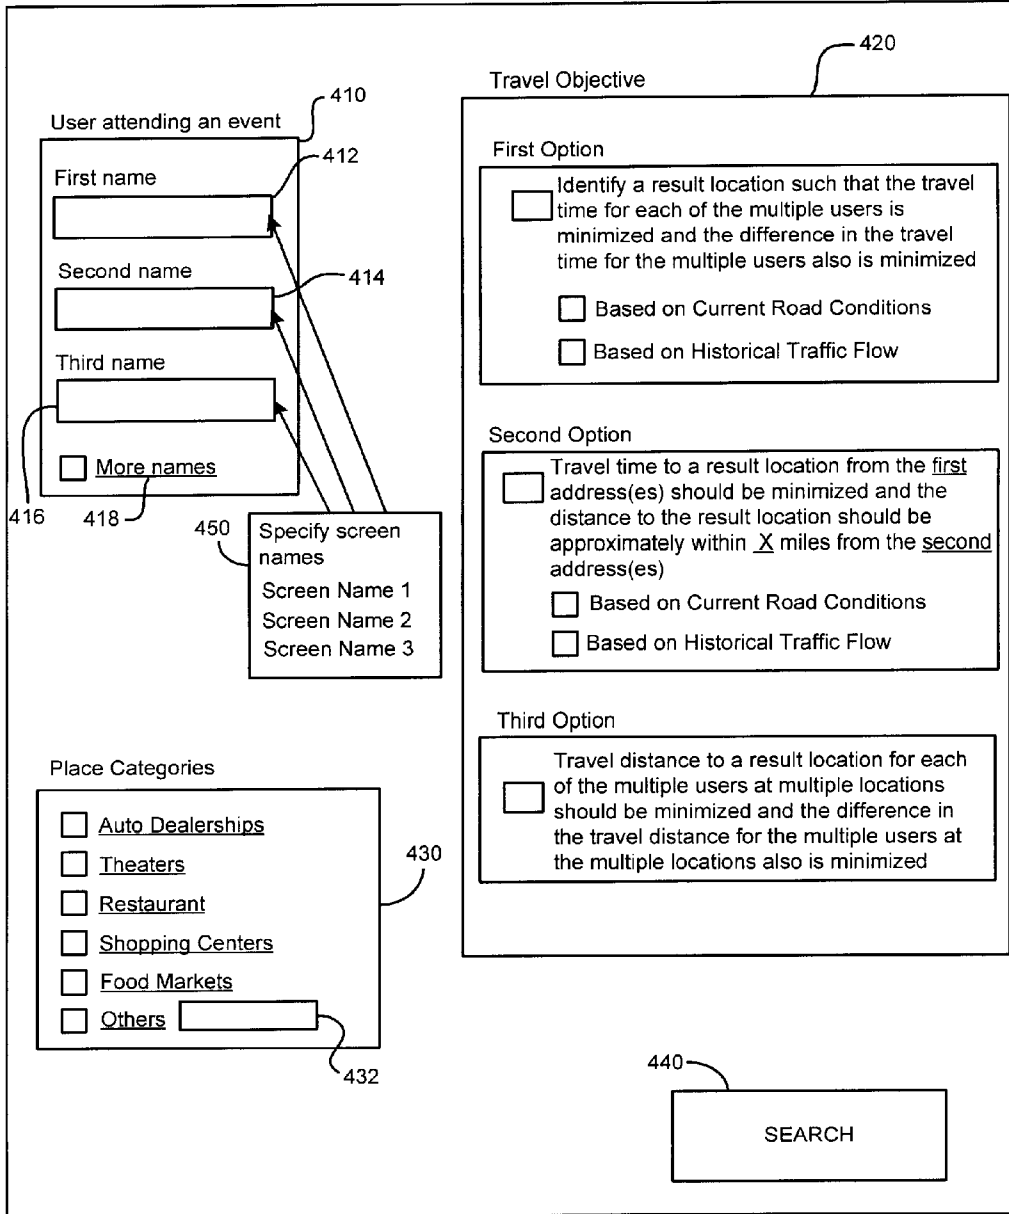 420
Travel Objective
410
User attending an event
412
First name
Second name
414
Third name
More names
416
418
450
Specify screen
names
Screen Name 1
Screen Name 2
Screen Name 3
First Option
Identify a result location such that the travel
time for each of the multiple users is
minimized and the difference in the travel
time for the multiple users also is minimized
Based on Current Road Conditions
Based on Historical Traffic Flow
Second Option
Travel time to a result location from the first
address(es) should be minimized and the
distance to the result location should be
approximately within X miles from the second
address(es)
Based on Current Road Conditions
Based on Historical Traffic Flow
Third Option
Travel distance to a result location for each
of the multiple users at multiple locations
should be minimized and the difference in
the travel distance for the multiple users at
the multiple locations also is minimized
Place Categories
Auto Dealerships
Theaters
430
Restaurant
Shopping Centers
Food Markets
Others
432
440
SEARCH